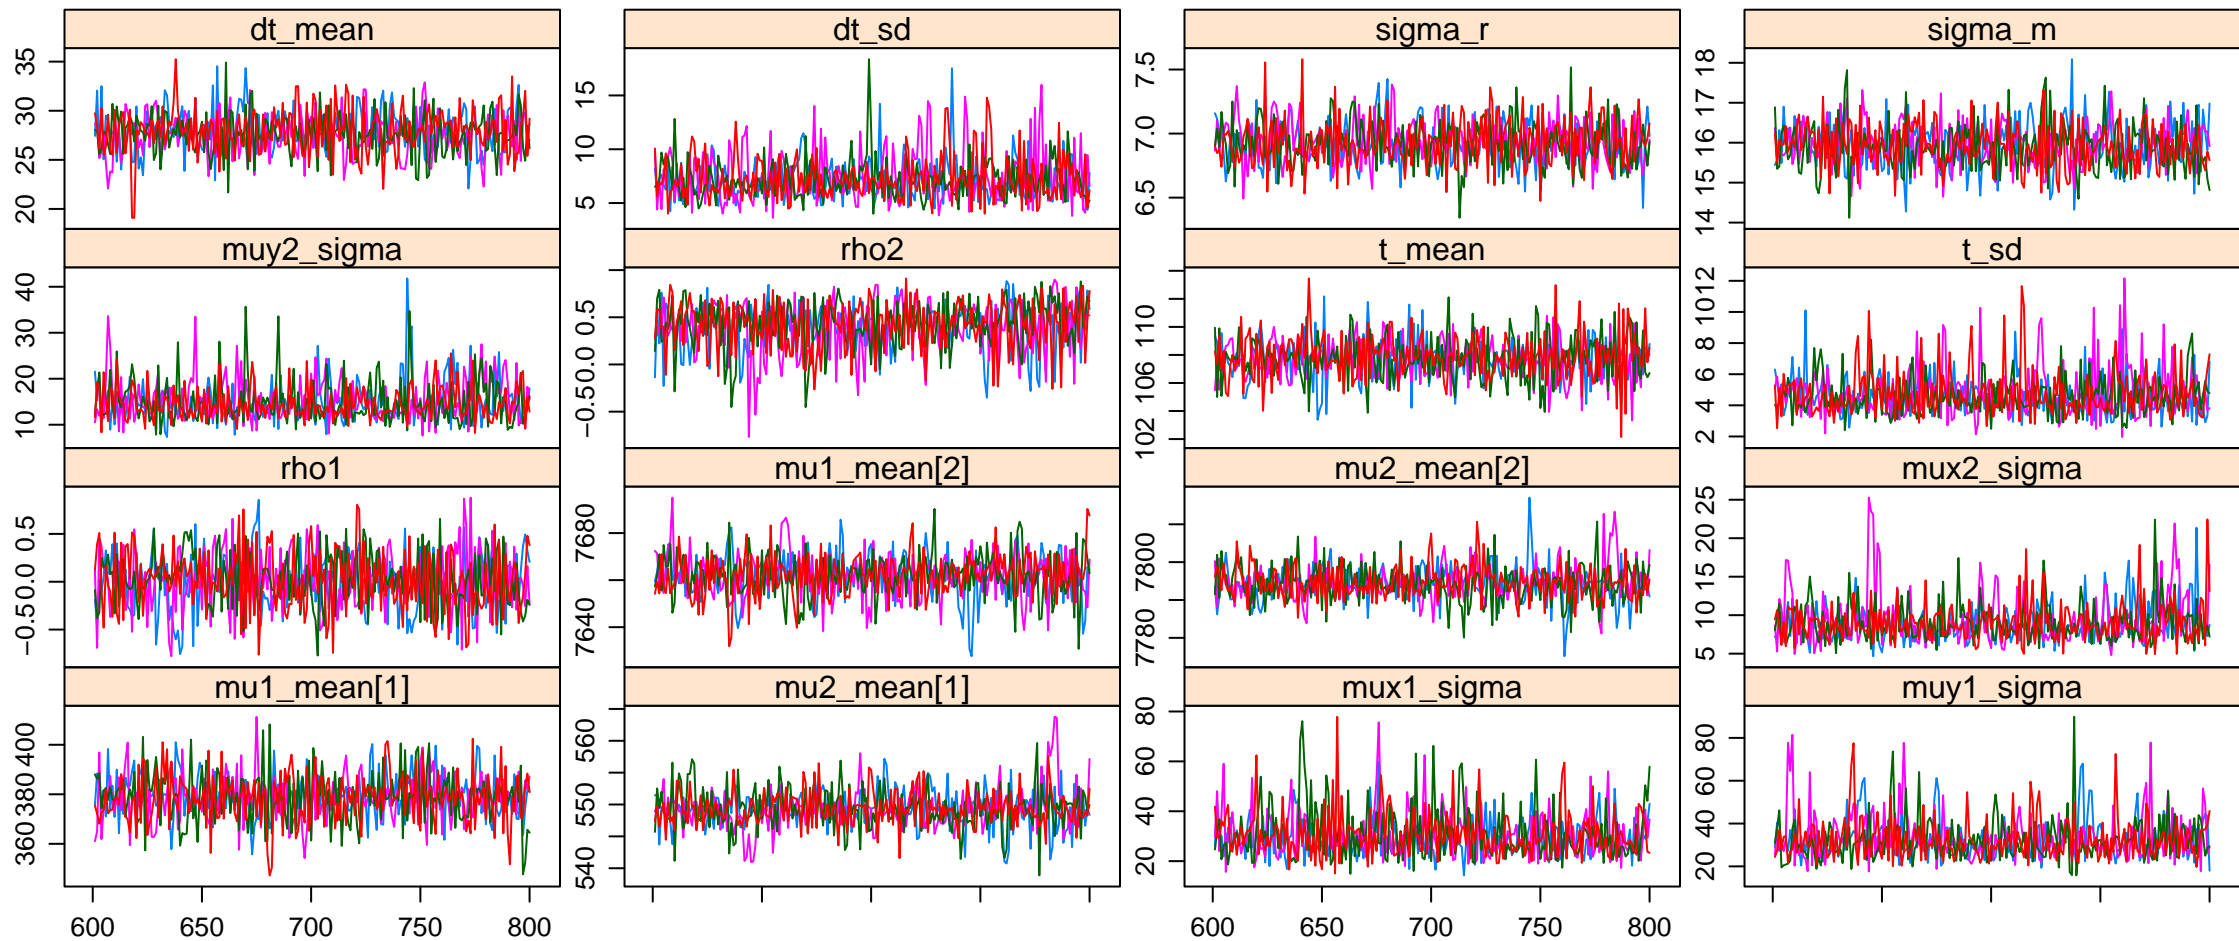 dt_mean dt_sd sigma_r sigma_m
20 25 30 35
5 10 15
6.5 7.0 7.5
14 15 16 17 18
muy2_sigma rho2 t_mean t_sd
10 20 30 40
−0.5 0.0 0.5
102 106 110
2 4 6 8 10 12
rho1 mu1_mean[2] mu2_mean[2] mux2_sigma
−0.5 0.0 0.5
7640 7680
7780 7800
5 10 15 20 25
mu1_mean[1] mu2_mean[1] mux1_sigma muy1_sigma
360 380 400
540 550 560
20 40 60 80
20 40 60 80
600 650 700 750 800
600 650 700 750 800